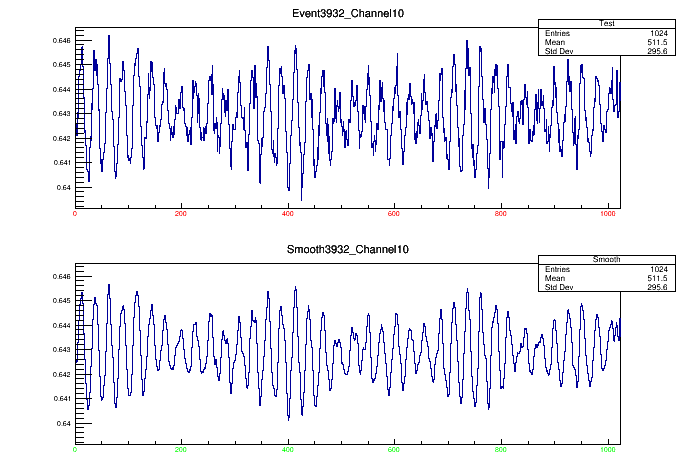 Event3932_Channel10
Test
Entries 1024
Mean 511.5
Std Dev 295.6
0.646
0.645
0.644
0.643
0.642
0.641
0.64
0 200 400 600 800 1000
Smooth3932_Channel10
Smooth
Entries 1024
Mean 511.5
Std Dev 295.6
0.646
0.645
0.644
0.643
0.642
0.641
0.64
0 200 400 600 800 1000